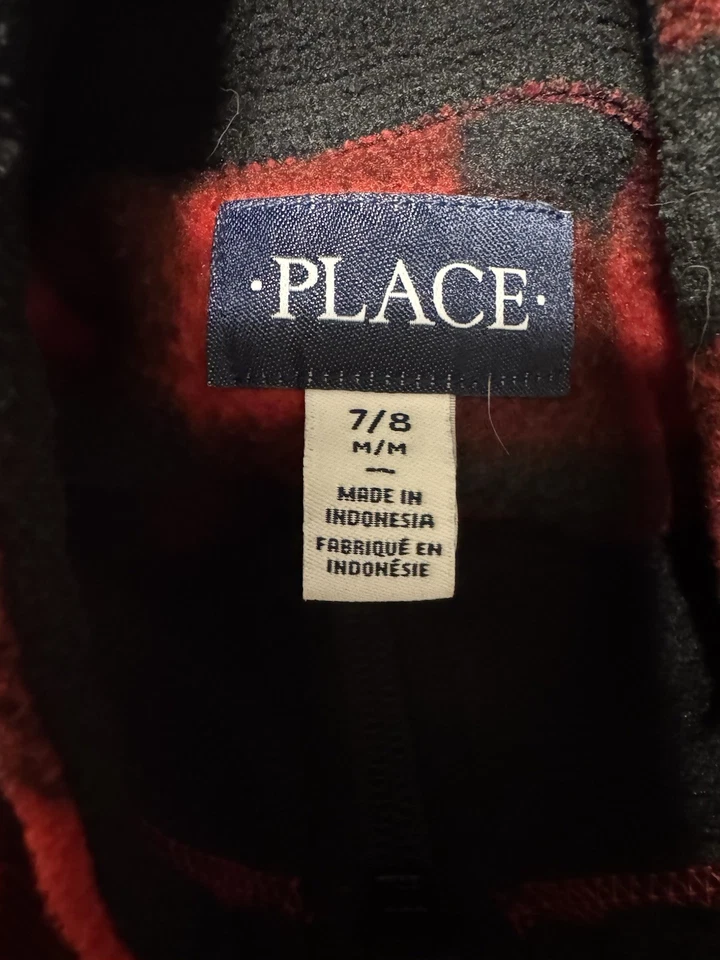 ·PLACE·
7/8
M/M
—
MADE IN
INDONESIA
FABRIQUÉ EN
INDONÉSIE